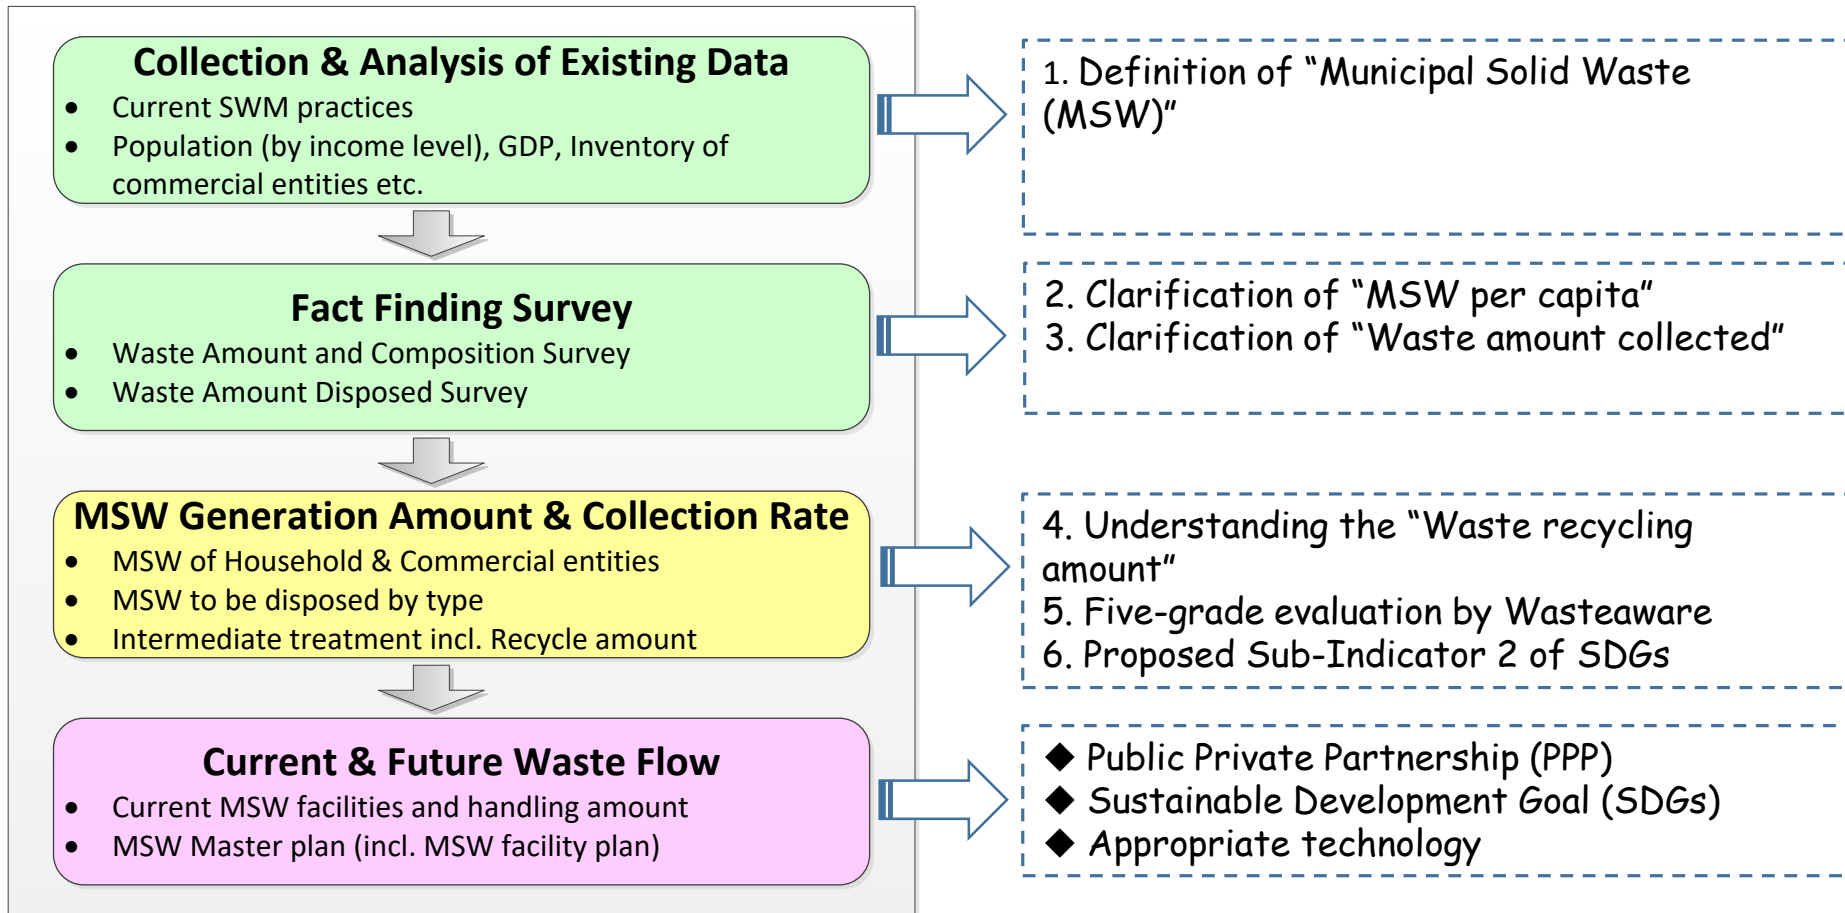 Collection & Analysis of Existing Data
• Current SWM practices
• Population (by income level), GDP, Inventory of
commercial entities etc.
1. Definition of “Municipal Solid Waste
(MSW)”
Fact Finding Survey
• Waste Amount and Composition Survey
• Waste Amount Disposed Survey
2. Clarification of “MSW per capita”
3. Clarification of “Waste amount collected”
MSW Generation Amount & Collection Rate
• MSW of Household & Commercial entities
• MSW to be disposed by type
• Intermediate treatment incl. Recycle amount
4. Understanding the “Waste recycling
amount”
5. Five-grade evaluation by Wasteaware
6. Proposed Sub-Indicator 2 of SDGs
Current & Future Waste Flow
• Current MSW facilities and handling amount
• MSW Master plan (incl. MSW facility plan)
◆ Public Private Partnership (PPP)
◆ Sustainable Development Goal (SDGs)
◆ Appropriate technology